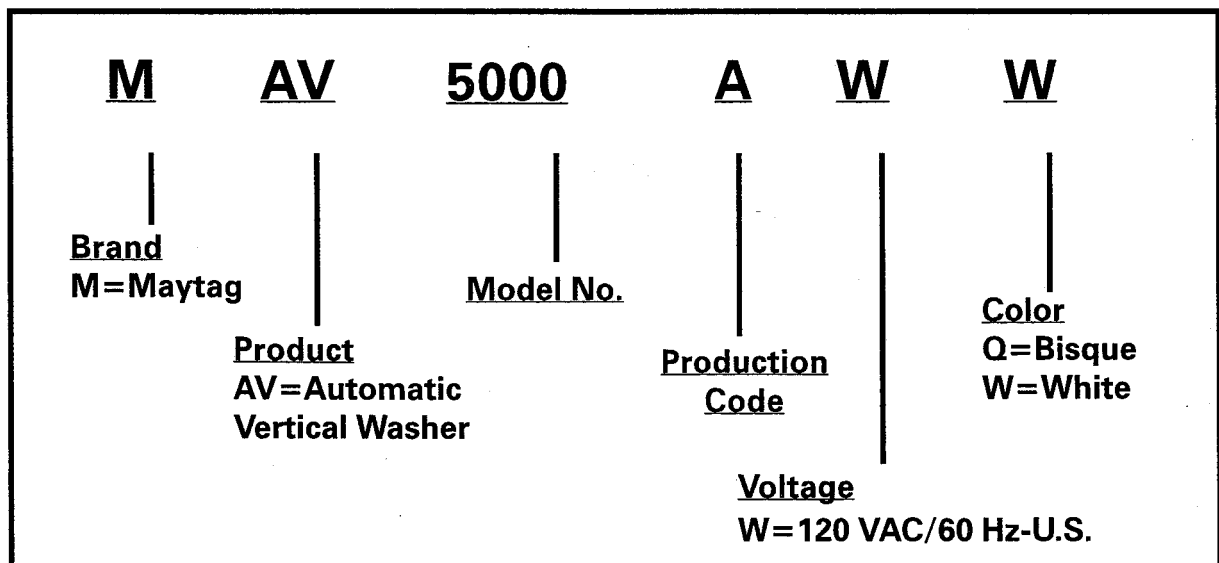 M AV 5000 A W W
Brand
M=Maytag
Product
AV=Automatic
Vertical Washer
Model No.
Production
Code
Voltage
W=120 VAC/60 Hz-U.S.
Color
Q=Bisque
W=White